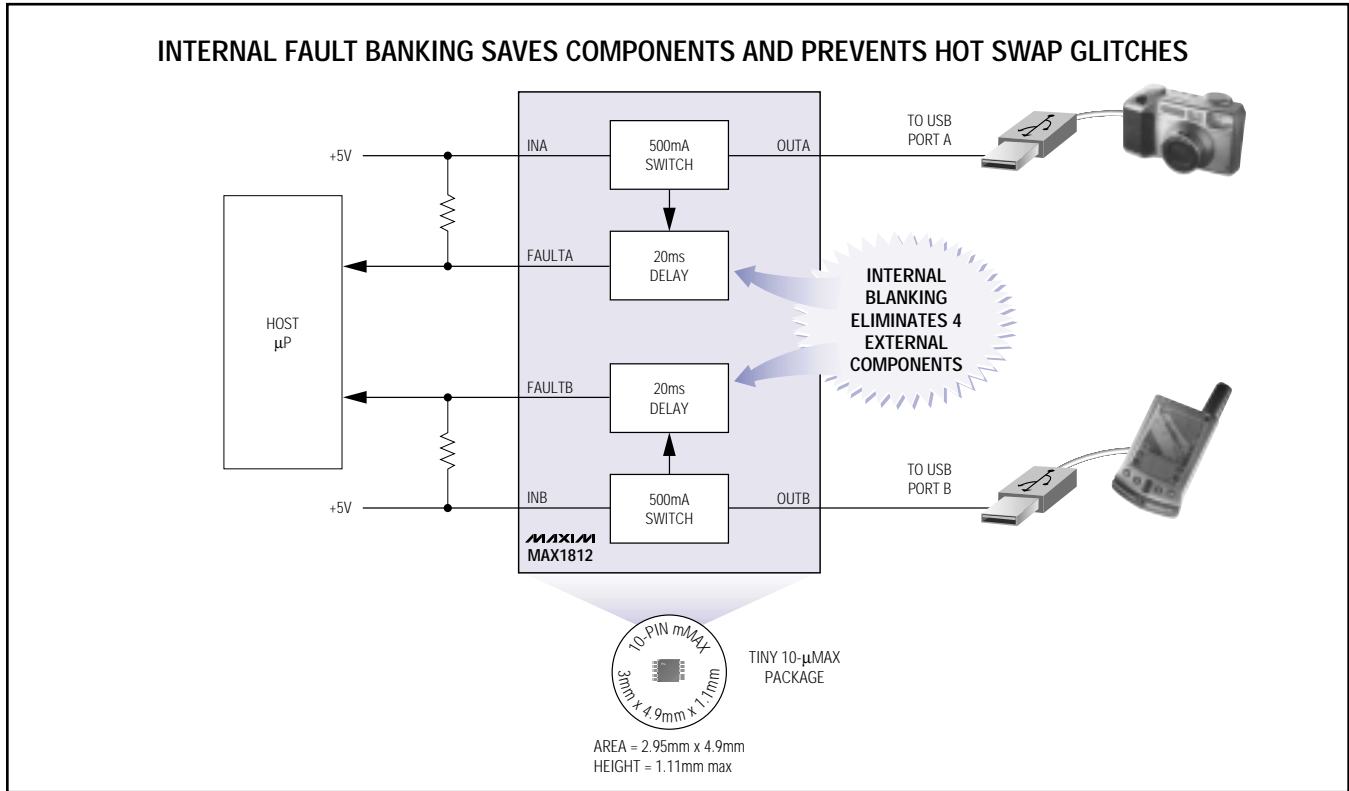 INTERNAL FAULT BANKING SAVES COMPONENTS AND PREVENTS HOT SWAP GLITCHES
+5V
INA
500mA
SWITCH
OUTA
TO USB
PORT A
FAULTA
20ms
DELAY
HOST
µP
INTERNAL
BLANKING
ELIMINATES 4
EXTERNAL
COMPONENTS
FAULTB
20ms
DELAY
+5V
INB
500mA
SWITCH
OUTB
TO USB
PORT B
MAXIM
MAX1812
10-PIN mMAX
3mm x 4.9mm x 1.1mm
TINY 10-µMAX
PACKAGE
AREA = 2.95mm x 4.9mm
HEIGHT = 1.11mm max